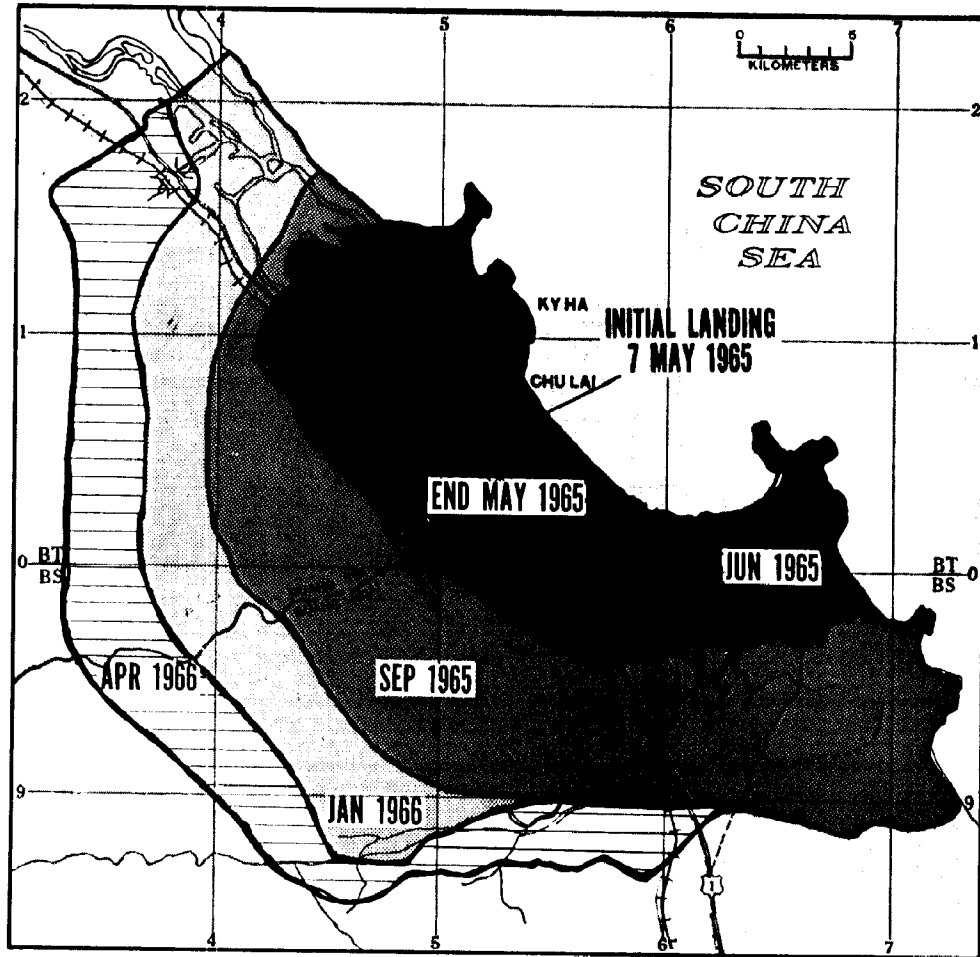 4 5 6 7
0 5
KILOMETERS
2 2
SOUTH
CHINA
SEA
KY HA
INITIAL LANDING
7 MAY 1965
1 1
CHU LAI
END MAY 1965
JUN 1965
BT BT
0 0
BS BS
APR 1966
SEP 1965
JAN 1966
9 9
1
4 5 6 7